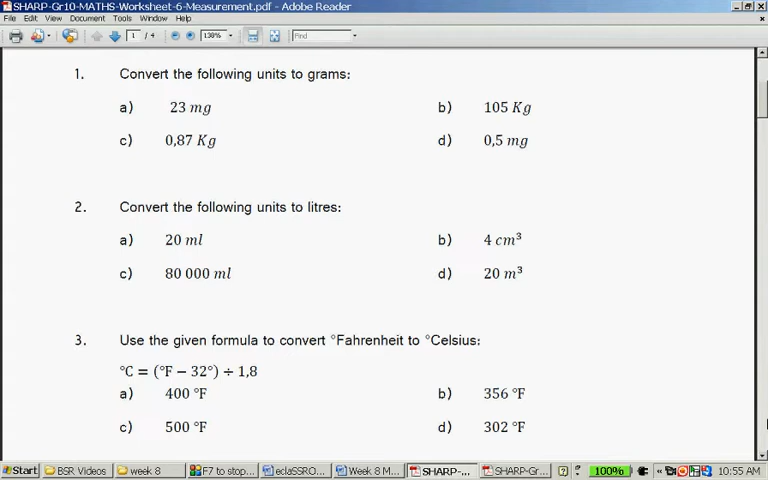 SHARP-Gr10-MATHS-Worksheet-6-Measurement.pdf - Adobe Reader
File Edit View Document Tools Window Help
1 / 4 138% Find
1. Convert the following units to grams:
a) 23 mg b) 105 Kg
c) 0,87 Kg d) 0,5 mg
2. Convert the following units to litres:
a) 20 ml b) 4 cm³
c) 80 000 ml d) 20 m³
3. Use the given formula to convert °Fahrenheit to °Celsius:
°C = (°F − 32°) ÷ 1,8
a) 400 °F b) 356 °F
c) 500 °F d) 302 °F
Start BSR Videos week 8 F7 to stop... eclaSSRO... Week 8 M... SHARP-... SHARP-Gr... 100% « 10:55 AM